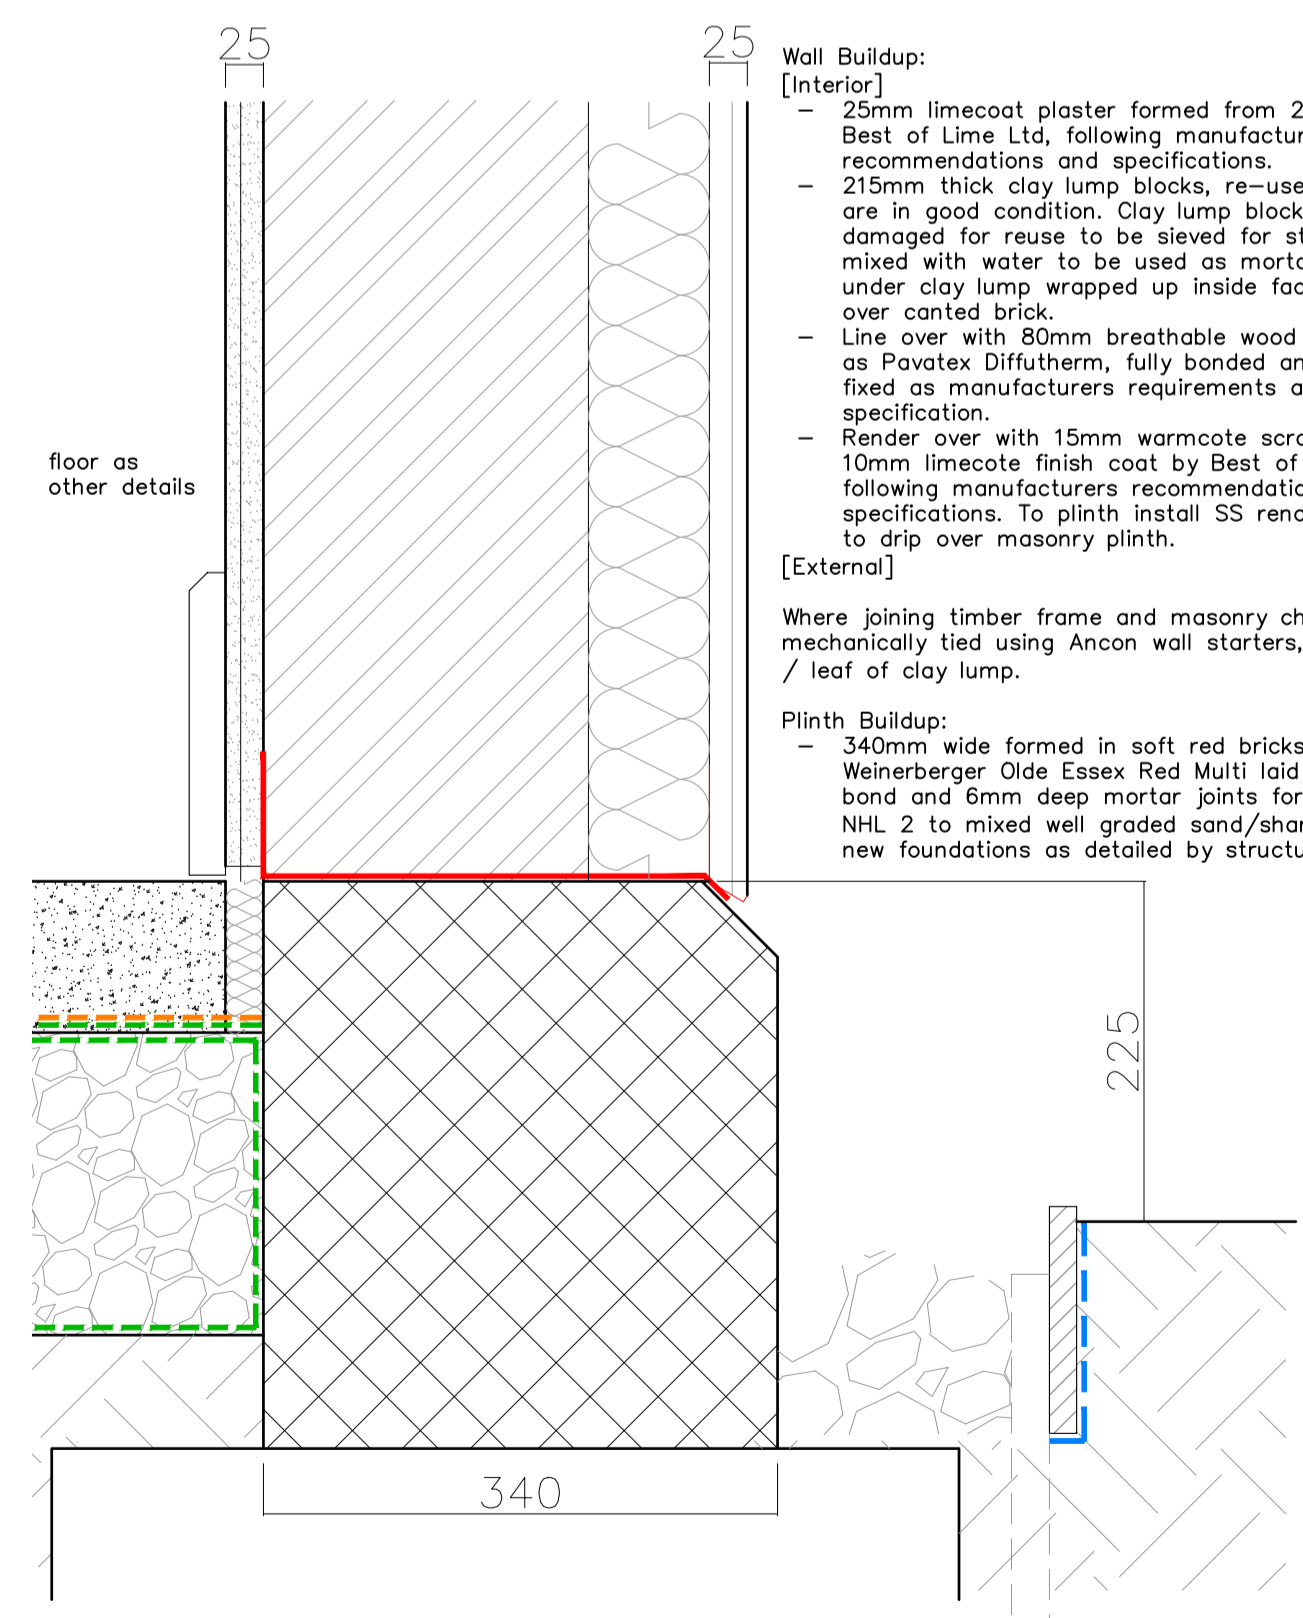 25
25
Wall Buildup:
[Interior]
– 25mm limecoat plaster formed from
Best of Lime Ltd, following
recommendations and specifications.
– 215mm thick clay lump blocks,
are in good condition. Clay lump
damaged for reuse to be sieved for
mixed with water to be used as
under clay lump wrapped up inside
over canted brick.
– Line over with 80mm breathable wood
as Pavatex Diffutherm, fully bonded
fixed as manufacturers requirements
specification.
– Render over with 15mm warmcote
10mm limecote finish coat by Best of
following manufacturers
specifications. To plinth install SS
to drip over masonry plinth.
[External]
floor as
other details
Where joining timber frame and masonry
mechanically tied using Ancon wall starters,
/ leaf of clay lump.
Plinth Buildup:
– 340mm wide formed in soft red bricks
Weinerberger Olde Essex Red Multi laid
bond and 6mm deep mortar joints for
NHL 2 to mixed well graded
new foundations as detailed by
225
340